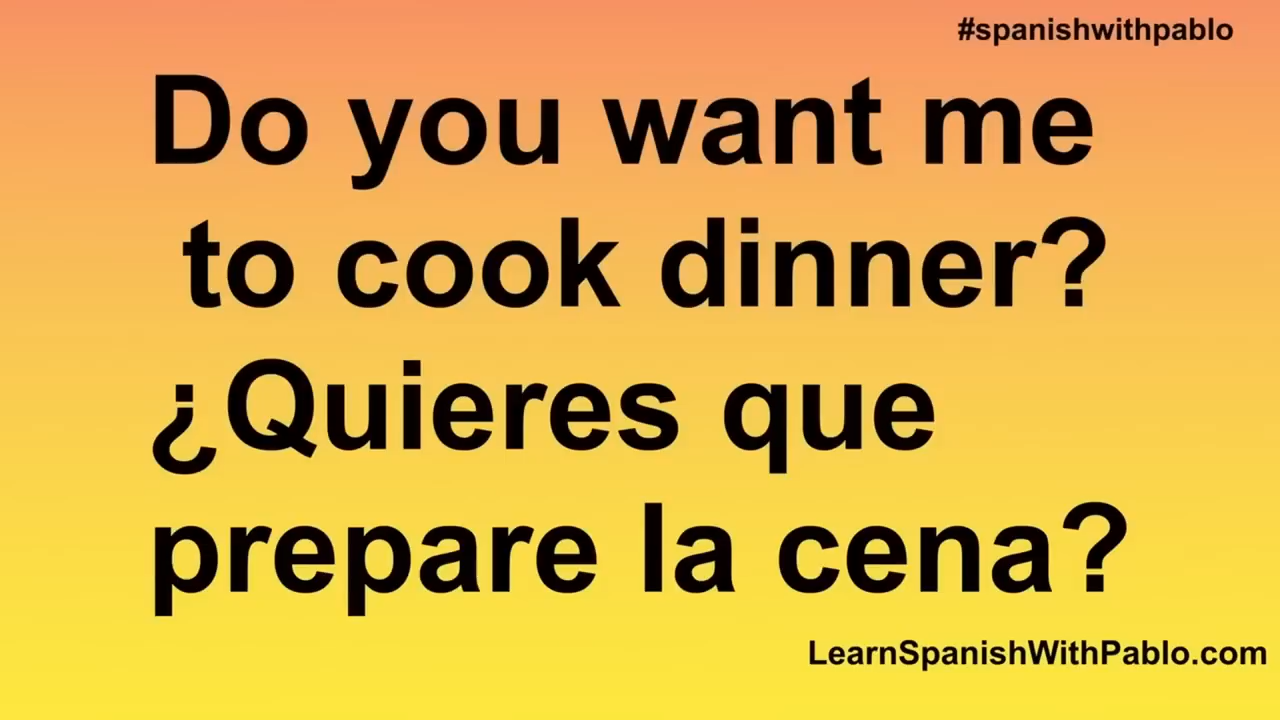 #spanishwithpablo
Do you want me
to cook dinner?
¿Quieres que
prepare la cena?
LearnSpanishWithPablo.com